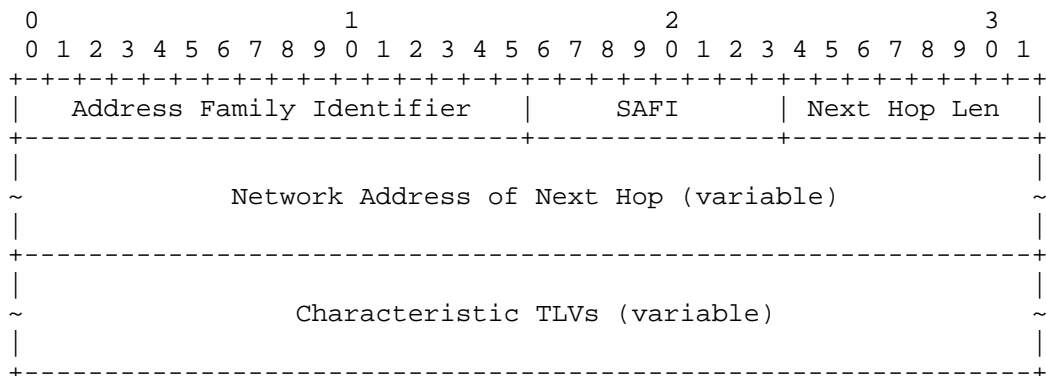 0                   1                   2                   3
0 1 2 3 4 5 6 7 8 9 0 1 2 3 4 5 6 7 8 9 0 1 2 3 4 5 6 7 8 9 0 1
+-+-+-+-+-+-+-+-+-+-+-+-+-+-+-+-+-+-+-+-+-+-+-+-+-+-+-+-+-+-+-+-+
|   Address Family Identifier   |     SAFI      | Next Hop Len  |
+-------------------------------+---------------+---------------+
|                                                               |
~             Network Address of Next Hop (variable)            ~
|                                                               |
+---------------------------------------------------------------+
|                                                               |
~                 Characteristic TLVs (variable)                ~
|                                                               |
+---------------------------------------------------------------+